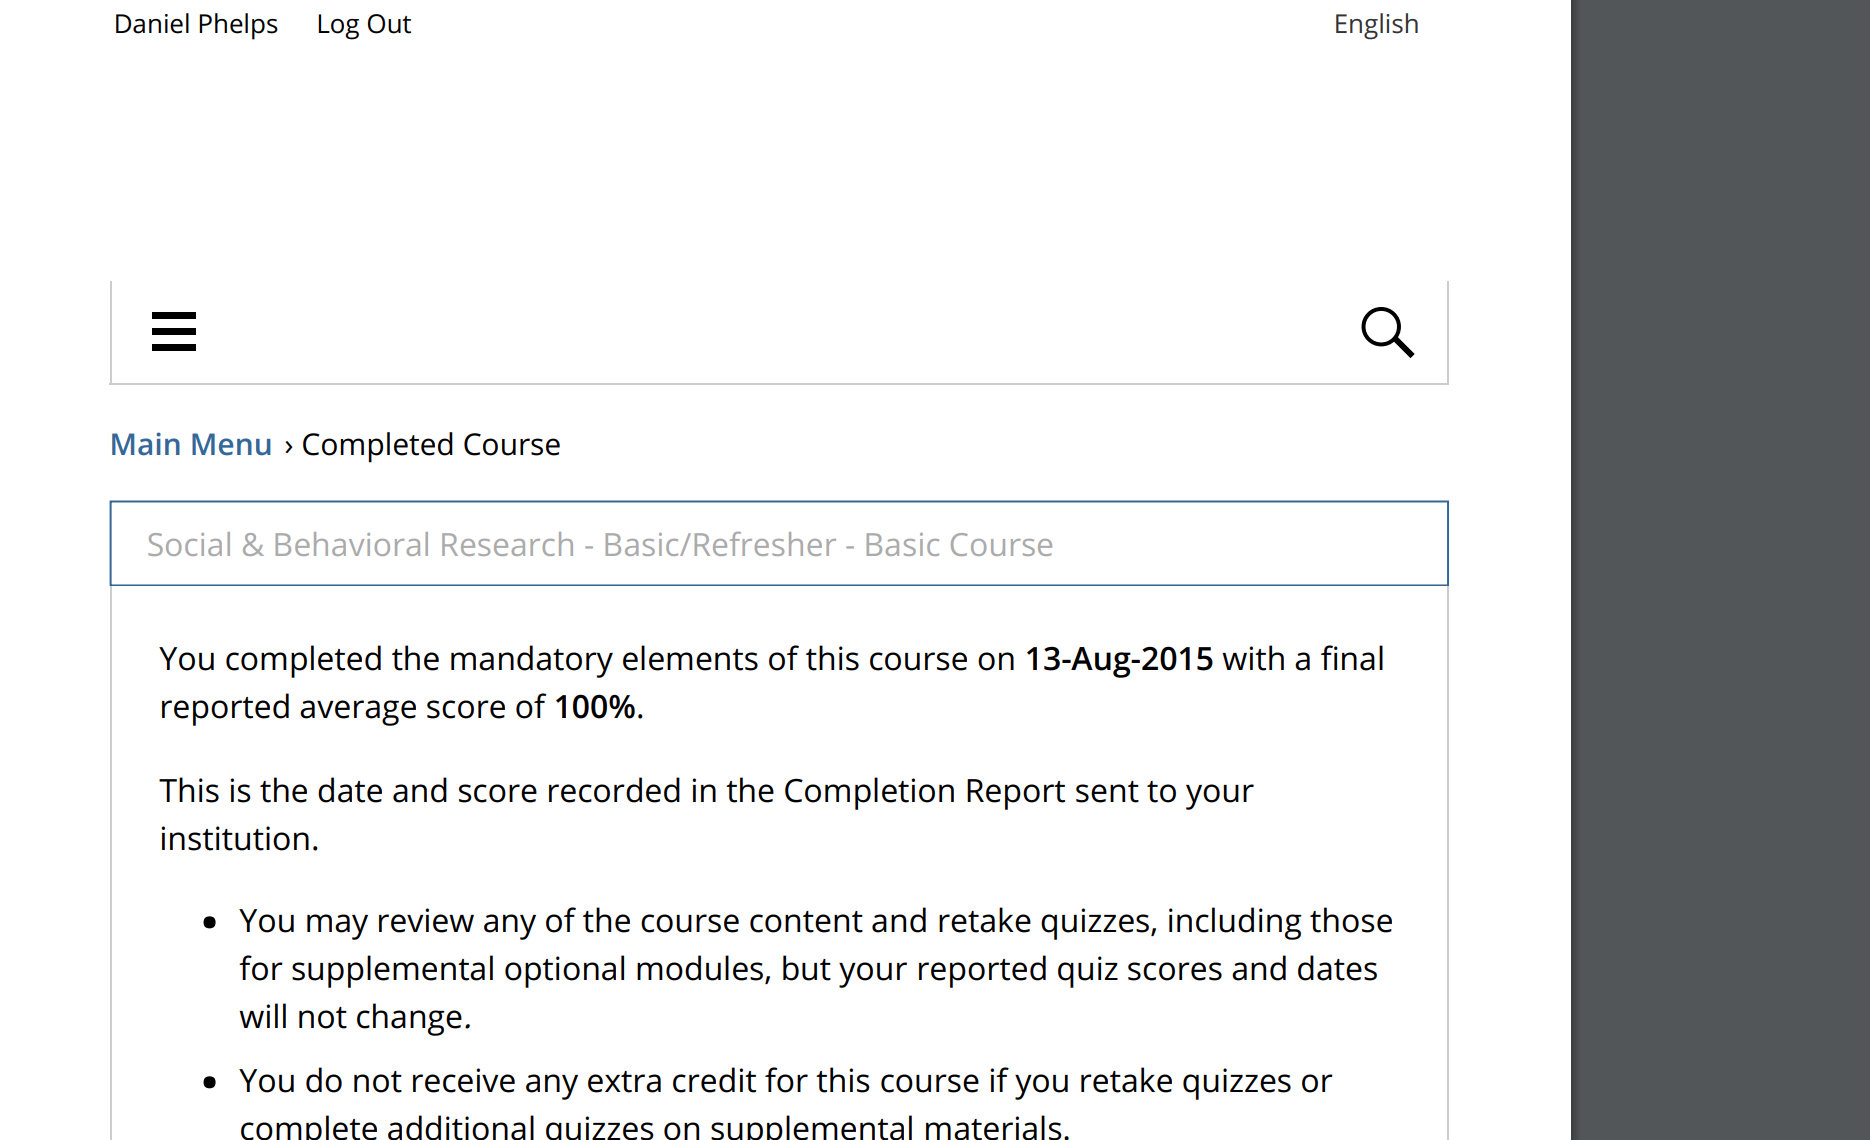 Daniel Phelps Log Out English
Main Menu › Completed Course
Social & Behavioral Research - Basic/Refresher - Basic Course
You completed the mandatory elements of this course on 13-Aug-2015 with a final
reported average score of 100%.
This is the date and score recorded in the Completion Report sent to your
institution.
• You may review any of the course content and retake quizzes, including those
for supplemental optional modules, but your reported quiz scores and dates
will not change.
• You do not receive any extra credit for this course if you retake quizzes or
complete additional quizzes on supplemental materials.